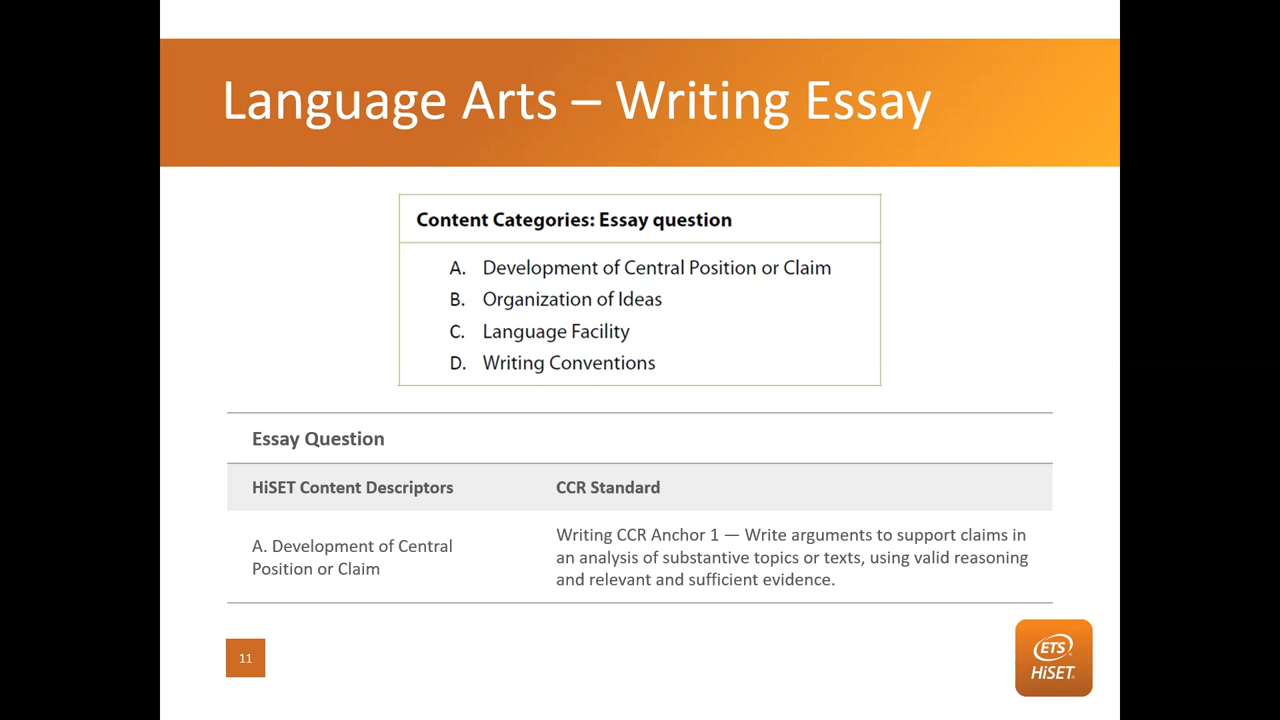 Language Arts – Writing Essay
Content Categories: Essay question
A. Development of Central Position or Claim
B. Organization of Ideas
C. Language Facility
D. Writing Conventions
Essay Question
HiSET Content Descriptors CCR Standard
A. Development of Central
Position or Claim
Writing CCR Anchor 1 — Write arguments to support claims in
an analysis of substantive topics or texts, using valid reasoning
and relevant and sufficient evidence.
11
ETS
HiSET